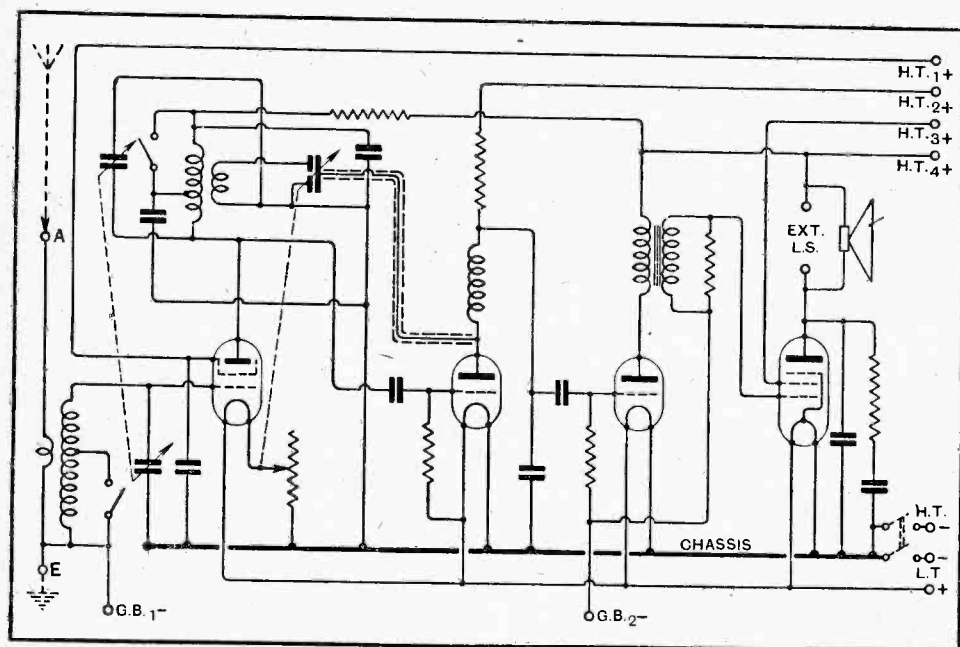 H.T.1+
H.T.2+
H.T.3+
H.T.4+
A
EXT.
L.S.
H.T.
-
CHASSIS
-
L.T
+
E
G.B.1-
G.B.2-